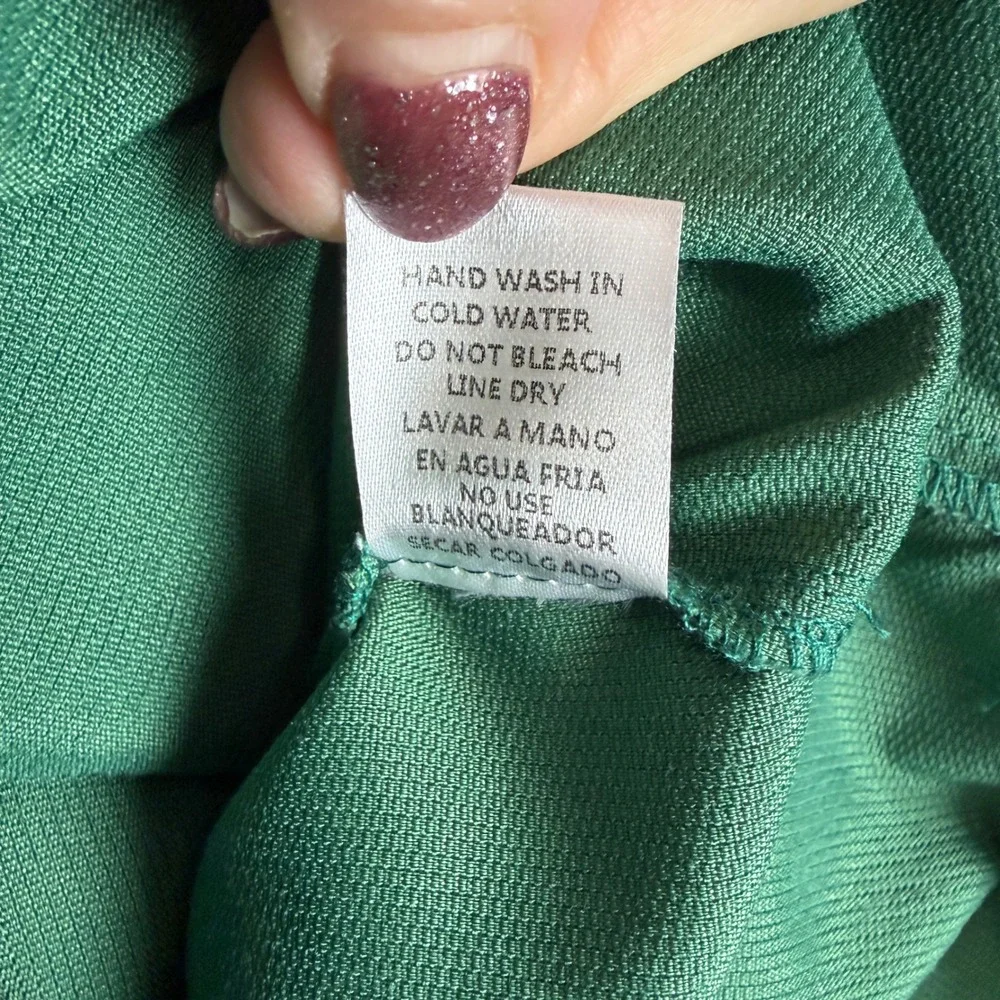 HAND WASH IN
COLD WATER
DO NOT BLEACH
LINE DRY
LAVAR A MANO
EN AGUA FRIA
NO USE
BLANQUEADOR
SECAR COLGADO